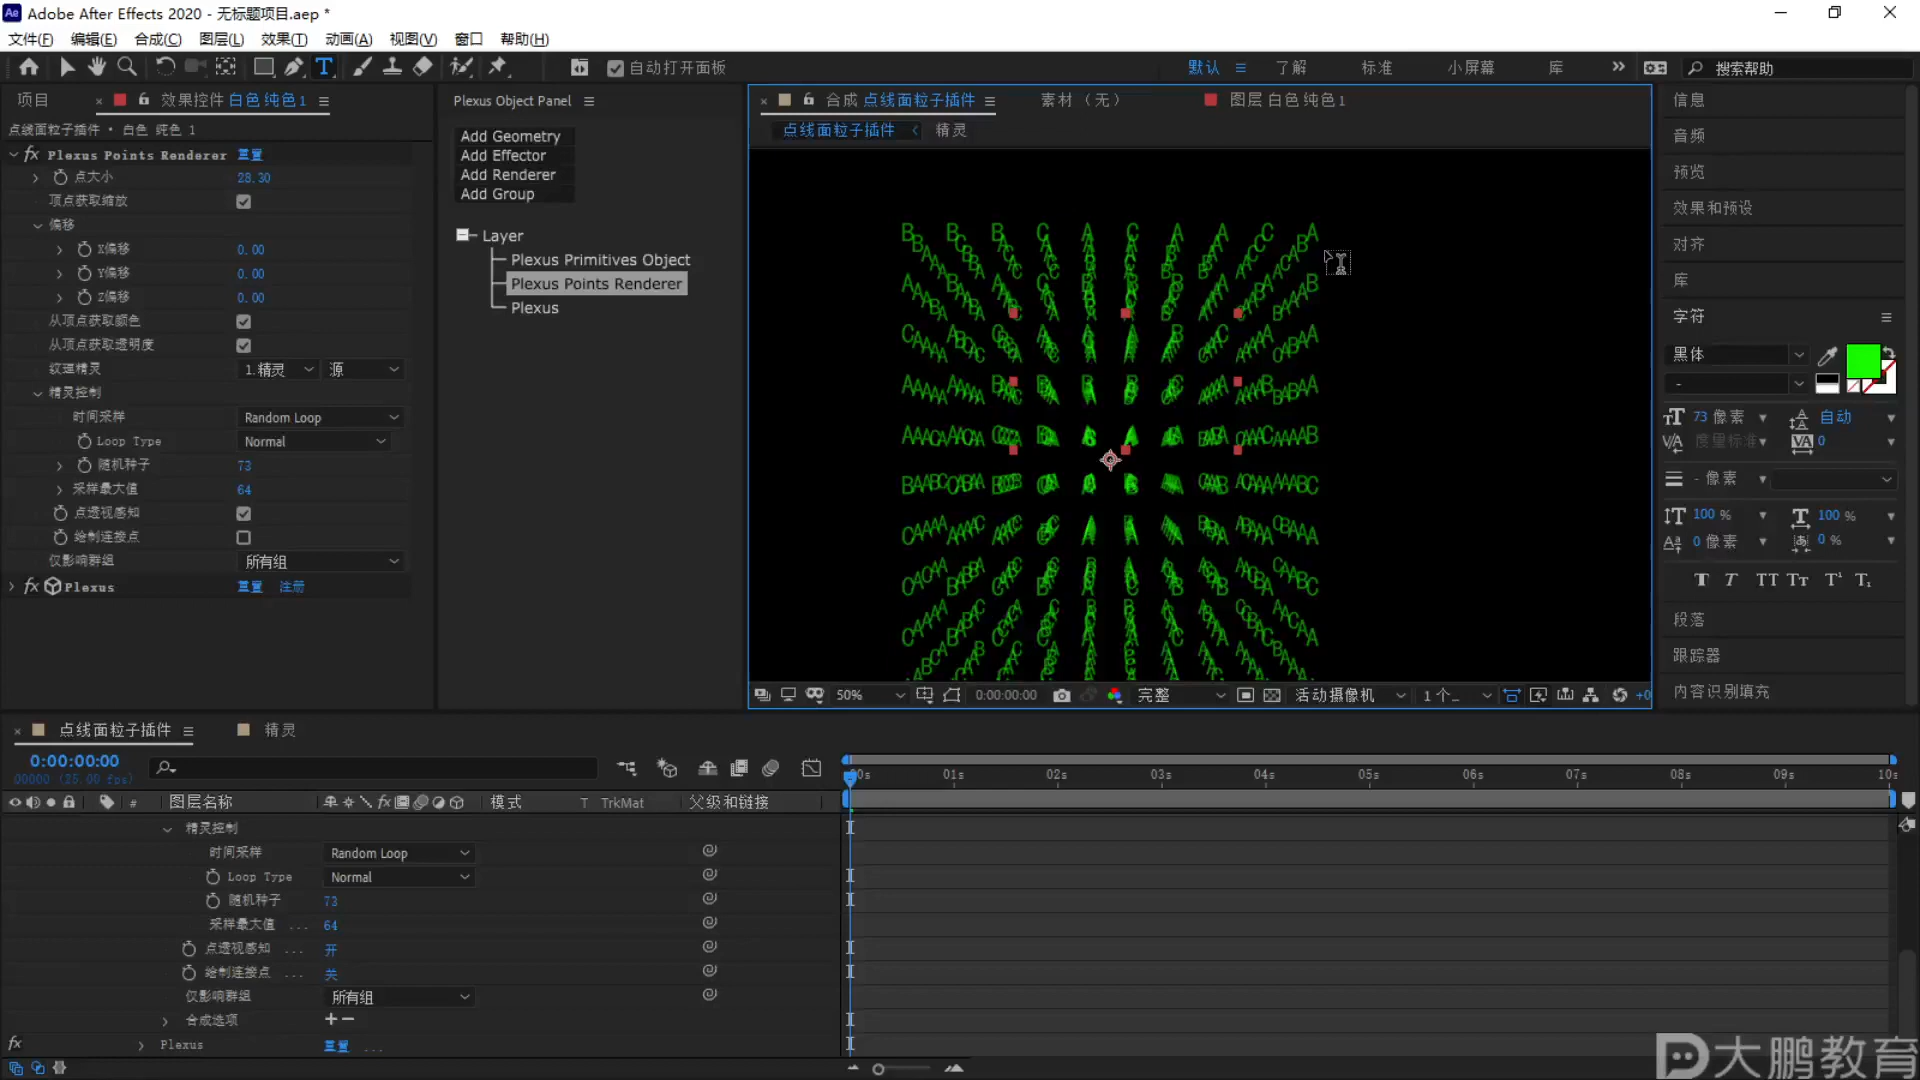 Adobe After Effects 2020 - 无标题项目.aep *
文件(F) 编辑(E) 合成(C) 图层(L) 效果(T) 动画(A) 视图(V) 窗口 帮助(H)
自动打开面板 默认 了解 标准 小屏幕 库 搜索帮助
项目 效果控件 白色 纯色 1
点线面粒子插件 • 白色 纯色 1
fx Plexus Points Renderer 重置
点大小 28.30
顶点获取缩放
偏移
X偏移 0.00
Y偏移 0.00
Z偏移 0.00
从顶点获取颜色
从顶点获取透明度
纹理精灵 1.精灵 源
精灵控制
时间采样 Random Loop
Loop Type Normal
随机种子 73
采样最大值 64
点透视感知
绘制连接点
仅影响群组 所有组
fx Plexus 重置 注册
Plexus Object Panel
Add Geometry
Add Effector
Add Renderer
Add Group
Layer
Plexus Primitives Object
Plexus Points Renderer
Plexus
合成 点线面粒子插件 素材 (无) 图层 白色 纯色 1
点线面粒子插件 精灵
50% 0:00:00:00 完整 活动摄像机 1 个... +0
信息
音频
预览
效果和预设
对齐
库
字符
黑体
-
73 像素 自动
度量标准 0
- 像素
100 % 100 %
0 像素 0 %
段落
跟踪器
内容识别填充
点线面粒子插件 精灵
0:00:00:00
00000 (25.00 fps)
00s 01s 02s 03s 04s 05s 06s 07s 08s 09s 10s
# 图层名称 模式 T TrkMat 父级和链接
精灵控制
时间采样 Random Loop
Loop Type Normal
随机种子 73
采样最大值 ... 64
点透视感知 ... 开
绘制连接点 ... 关
仅影响群组 所有组
合成选项 + −
fx Plexus 重置 ...
大鹏教育